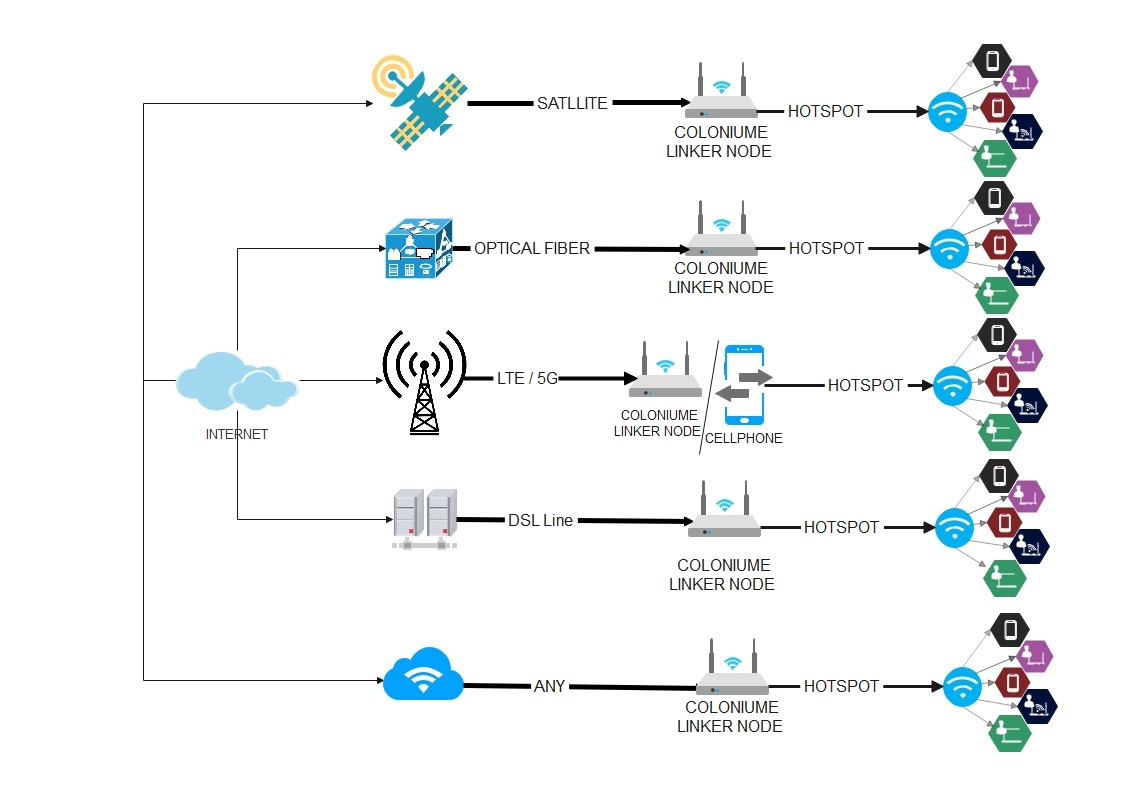 SATLLITE
HOTSPOT
COLONIUME
LINKER NODE
OPTICAL FIBER
HOTSPOT
COLONIUME
LINKER NODE
LTE / 5G
HOTSPOT
COLONIUME
LINKER NODE
CELLPHONE
INTERNET
DSL Line
HOTSPOT
COLONIUME
LINKER NODE
ANY
HOTSPOT
COLONIUME
LINKER NODE